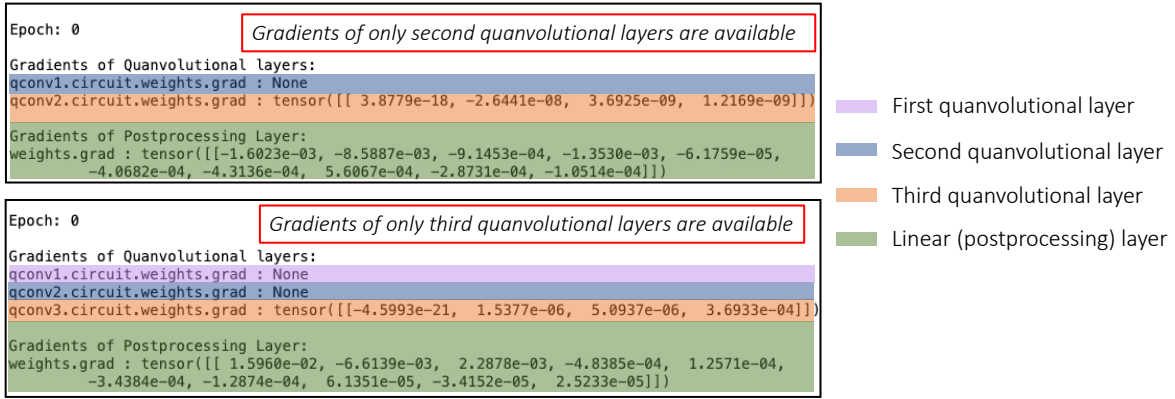 Epoch: 0
Gradients of only second quanvolutional layers are available
Gradients of Quanvolutional layers:
qconv1.circuit.weights.grad : None
qconv2.circuit.weights.grad : tensor([[ 3.8779e-18, -2.6441e-08,  3.6925e-09,  1.2169e-09]])
Gradients of Postprocessing Layer:
weights.grad : tensor([[-1.6023e-03, -8.5887e-03, -9.1453e-04, -1.3530e-03, -6.1759e-05,
-4.0682e-04, -4.3136e-04,  5.6067e-04, -2.8731e-04, -1.0514e-04]])
Epoch: 0
Gradients of only third quanvolutional layers are available
Gradients of Quanvolutional layers:
qconv1.circuit.weights.grad : None
qconv2.circuit.weights.grad : None
qconv3.circuit.weights.grad : tensor([[-4.5993e-21,  1.5377e-06,  5.0937e-06,  3.6933e-04]])
Gradients of Postprocessing Layer:
weights.grad : tensor([[ 1.5960e-02, -6.6139e-03,  2.2878e-03, -4.8385e-04,  1.2571e-04,
-3.4384e-04, -1.2874e-04,  6.1351e-05, -3.4152e-05,  2.5233e-05]])
First quanvolutional layer
Second quanvolutional layer
Third quanvolutional layer
Linear (postprocessing) layer